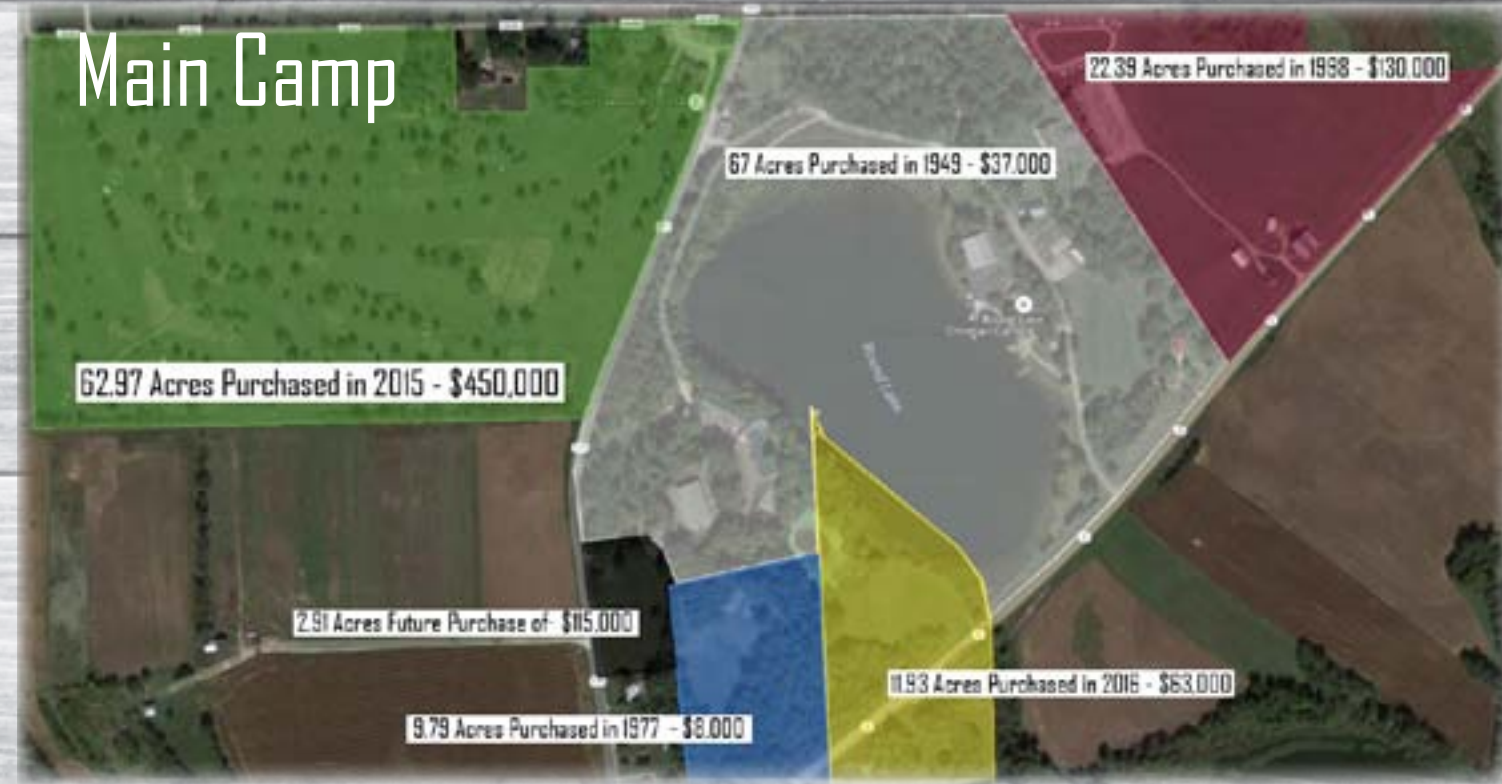 Main Camp
22.39 Acres Purchased in 1998 - $130,000
67 Acres Purchased in 1949 - $37,000
Round Lake
62.97 Acres Purchased in 2015 - $450,000
2.91 Acres Future Purchase of- $115,000
11.93 Acres Purchased in 2016 - $63,000
9.79 Acres Purchased in 1977 - $8,000